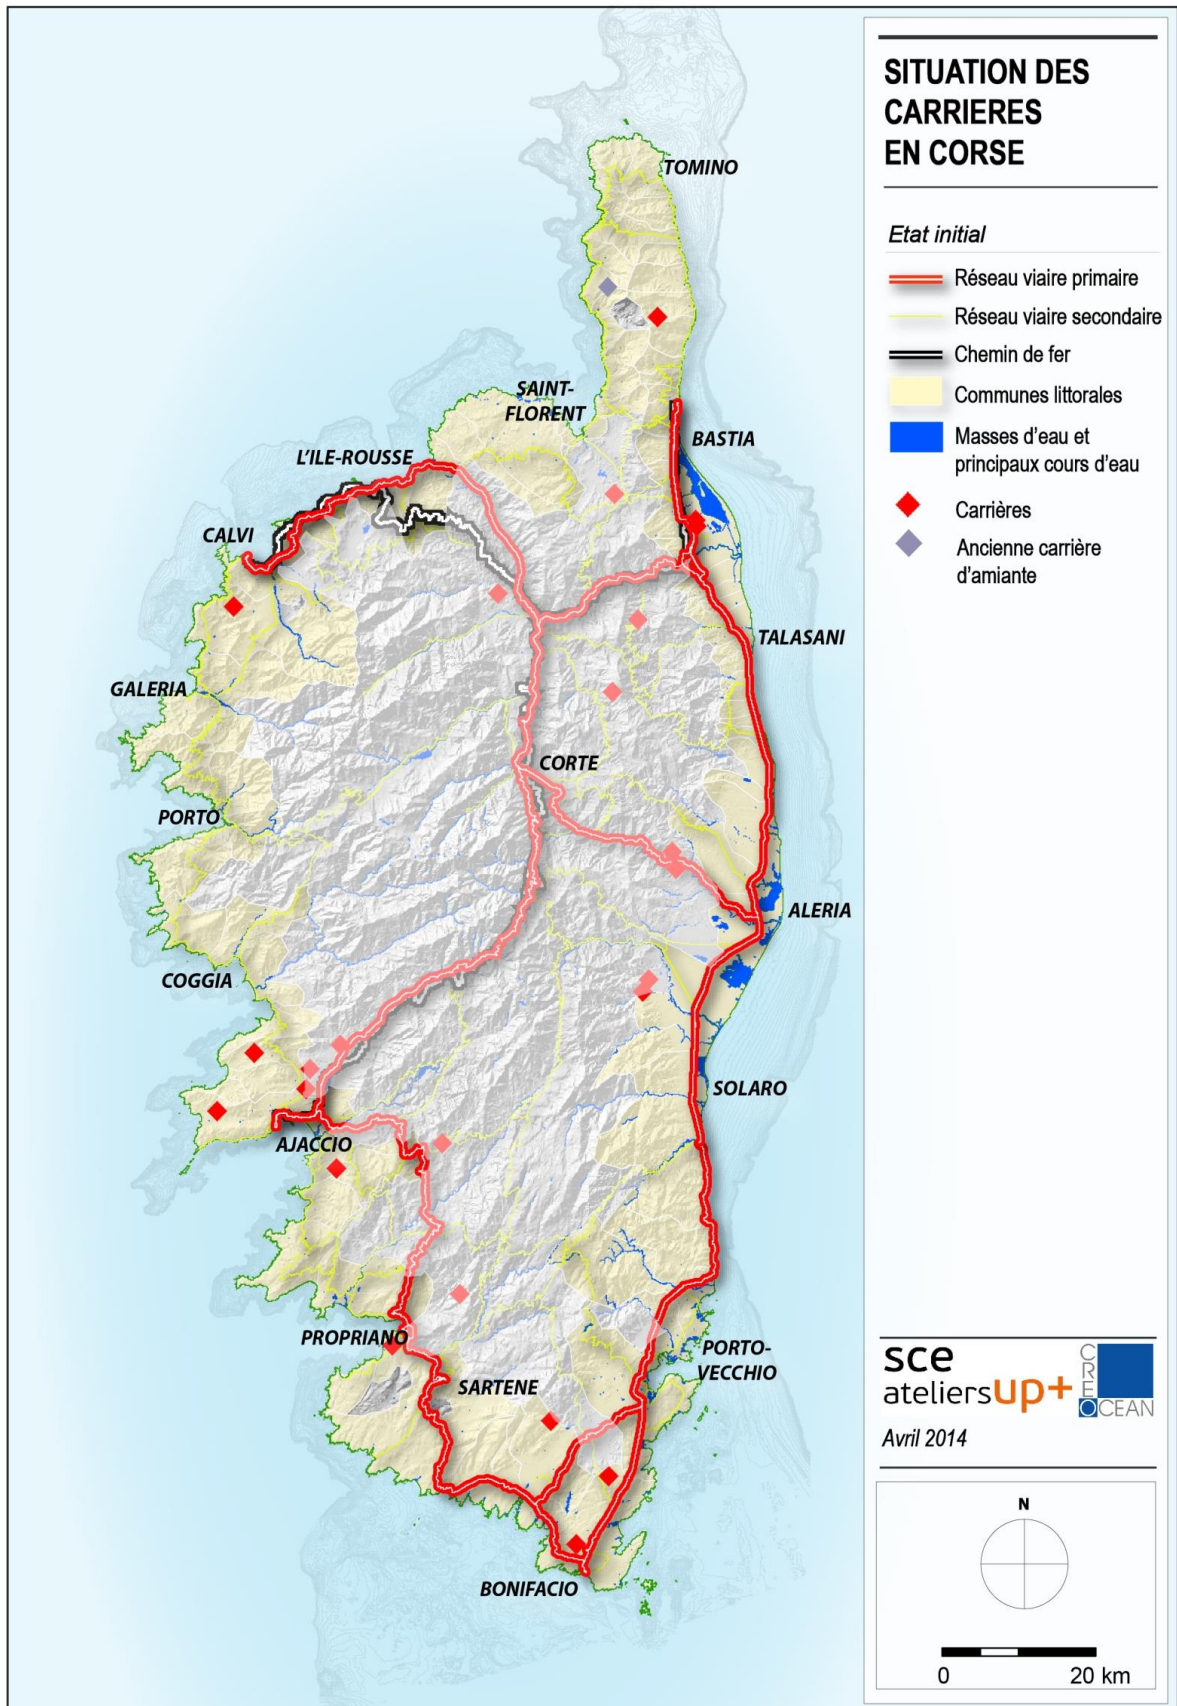 SITUATION DES
CARRIERES
EN CORSE
Etat initial
Réseau viaire primaire
Réseau viaire secondaire
Chemin de fer
Communes littorales
Masses d'eau et
principaux cours d'eau
Carrières
Ancienne carrière
d'amiante
TOMINO
SAINT-
FLORENT
BASTIA
L'ILE-ROUSSE
CALVI
TALASANI
GALERIA
CORTE
PORTO
ALERIA
COGGIA
SOLARO
AJACCIO
PROPRIANO
PORTO-
VECCHIO
SARTENE
BONIFACIO
sce
ateliersup+
CREOCEAN
Avril 2014
N
0 20 km